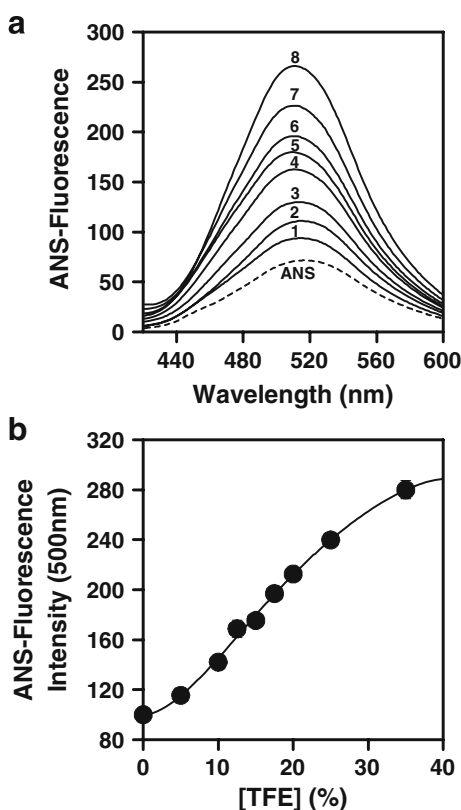 a
300
250
200
150
100
50
0
ANS-Fluorescence
8
7
6
5
4
3
2
1
ANS
440 480 520 560 600
Wavelength (nm)
b
320
280
240
200
160
120
80
ANS-Fluorescence
Intensity (500nm)
0 10 20 30 40
[TFE] (%)